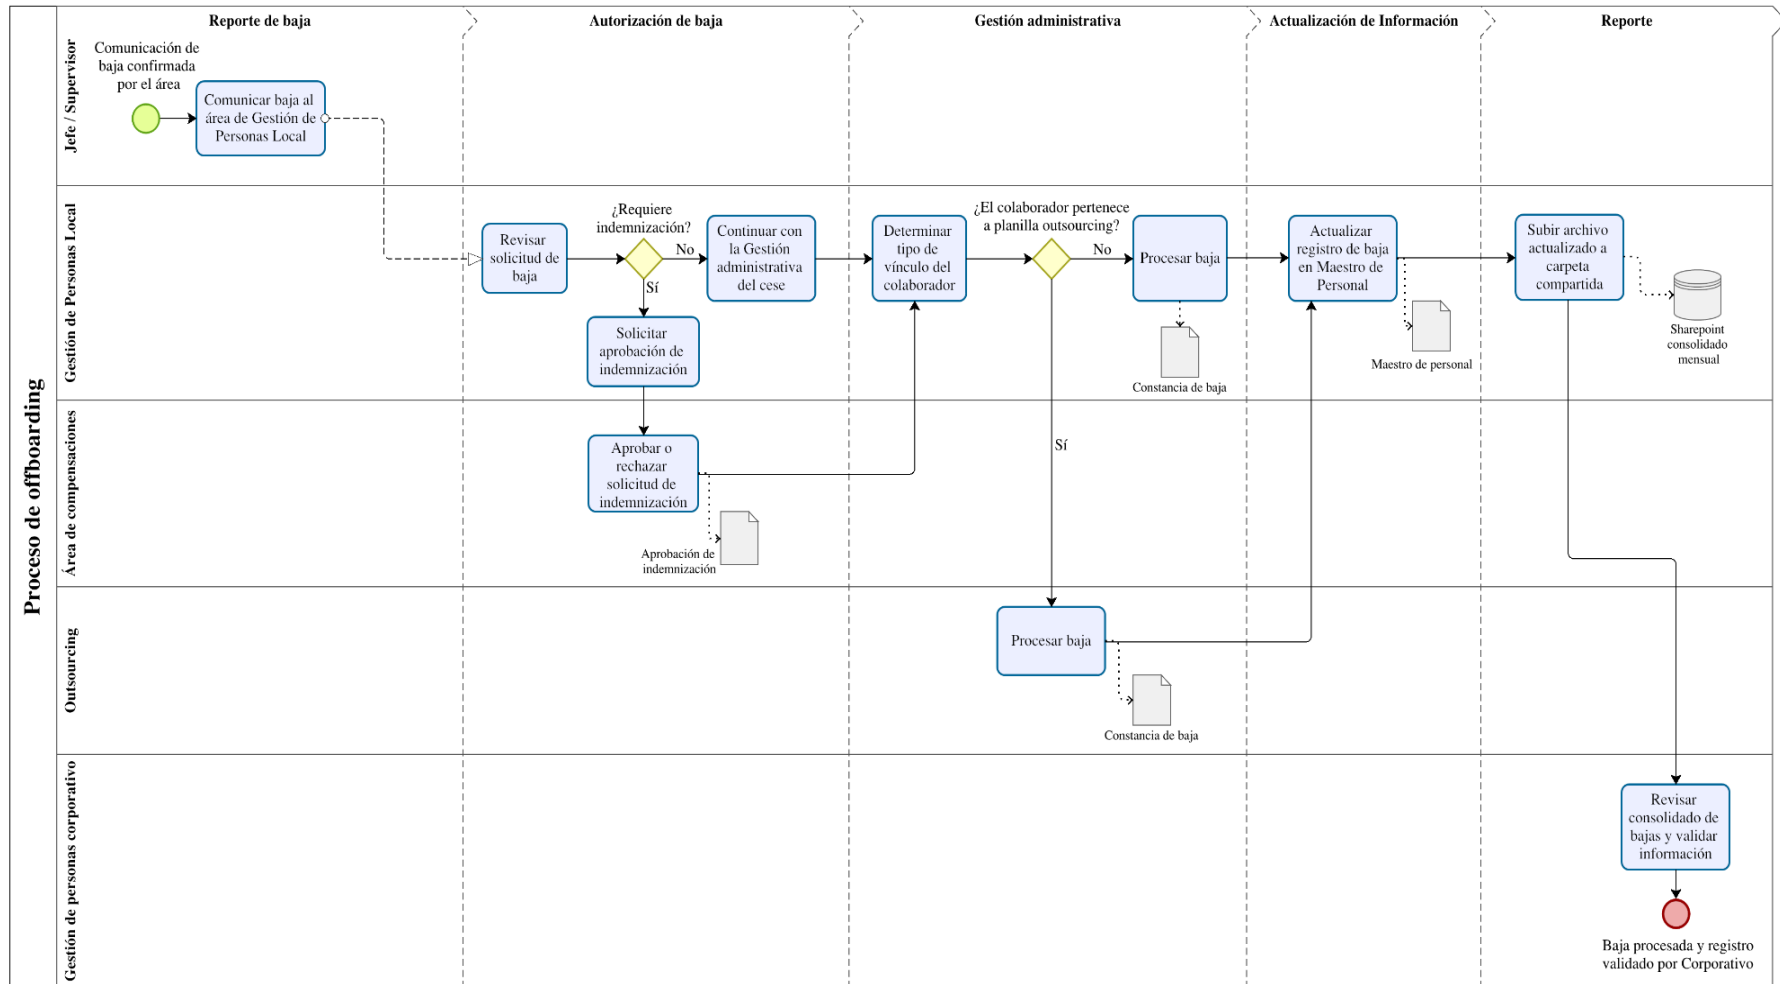 Reporte de baja
Autorización de baja
Gestión administrativa
Actualización de Información
Reporte
Proceso de offboarding
Jefe / Supervisor
Comunicación de
baja confirmada
por el área
Comunicar baja al
área de Gestión de
Personas Local
Gestión de Personas Local
Revisar
solicitud de
baja
¿Requiere
indemnización?
No
Sí
Continuar con
la Gestión
administrativa
del cese
Solicitar
aprobación de
indemnización
Determinar
tipo de
vínculo del
colaborador
¿El colaborador pertenece
a planilla outsourcing?
No
Procesar baja
Constancia de baja
Actualizar
registro de baja
en Maestro de
Personal
Maestro de personal
Subir archivo
actualizado a
carpeta
compartida
Sharepoint
consolidado
mensual
Área de compensaciones
Aprobar o
rechazar
solicitud de
indemnización
Aprobación de
indemnización
Sí
Outsourcing
Procesar baja
Constancia de baja
Gestión de personas corporativo
Revisar
consolidado de
bajas y validar
información
Baja procesada y registro
validado por Corporativo